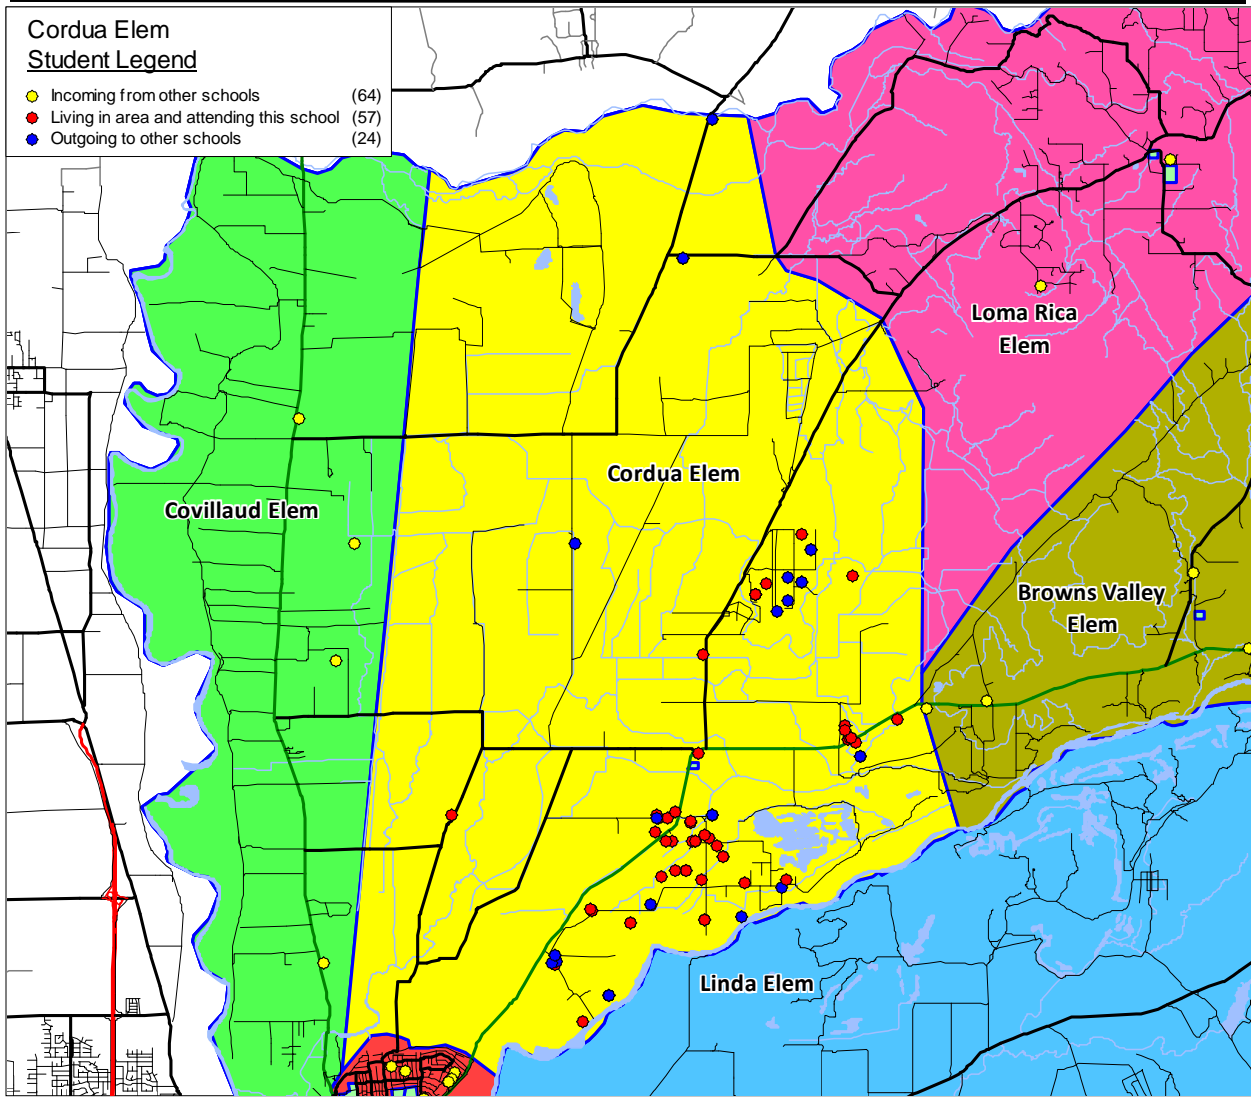 Cordua Elem
Student Legend
Incoming from other schools (64)
Living in area and attending this school (57)
Outgoing to other schools (24)
Loma Rica
Elem
Cordua Elem
Covillaud Elem
Browns Valley
Elem
Linda Elem